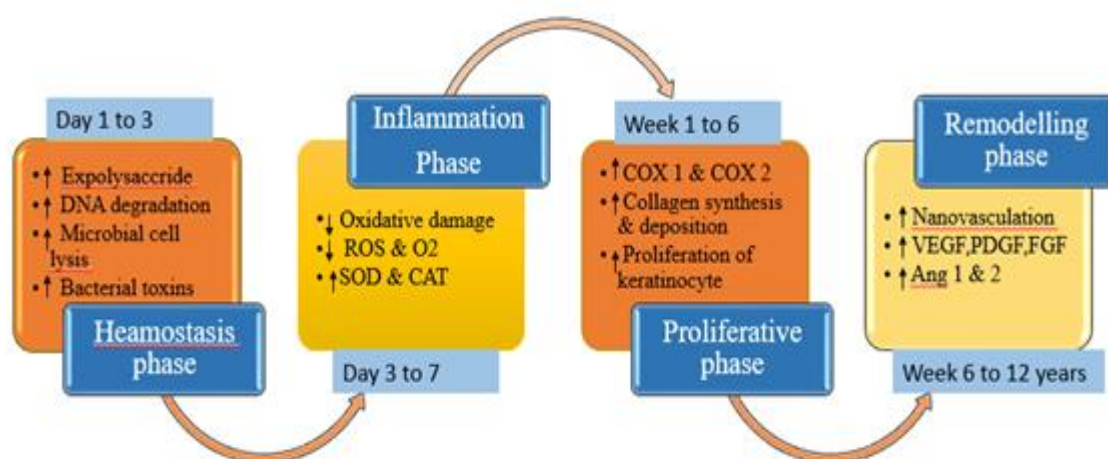 Day 1 to 3
•↑ Expolysaccride
•↑ DNA degradation
•↑ Microbial cell
lysis
•↑ Bacterial toxins
Heamostasis
phase
Inflammation
Phase
•↓ Oxidative damage
•↓ ROS & O2
•↑SOD & CAT
Day 3 to 7
Week 1 to 6
•↑COX 1 & COX 2
•↑Collagen synthesis
& deposition
•↑Proliferation of
keratinocyte
Proliferative
phase
Remodelling
phase
•↑Nanovasculation
•↑VEGF,PDGF,FGF
•↑Ang 1 & 2
Week 6 to 12 years